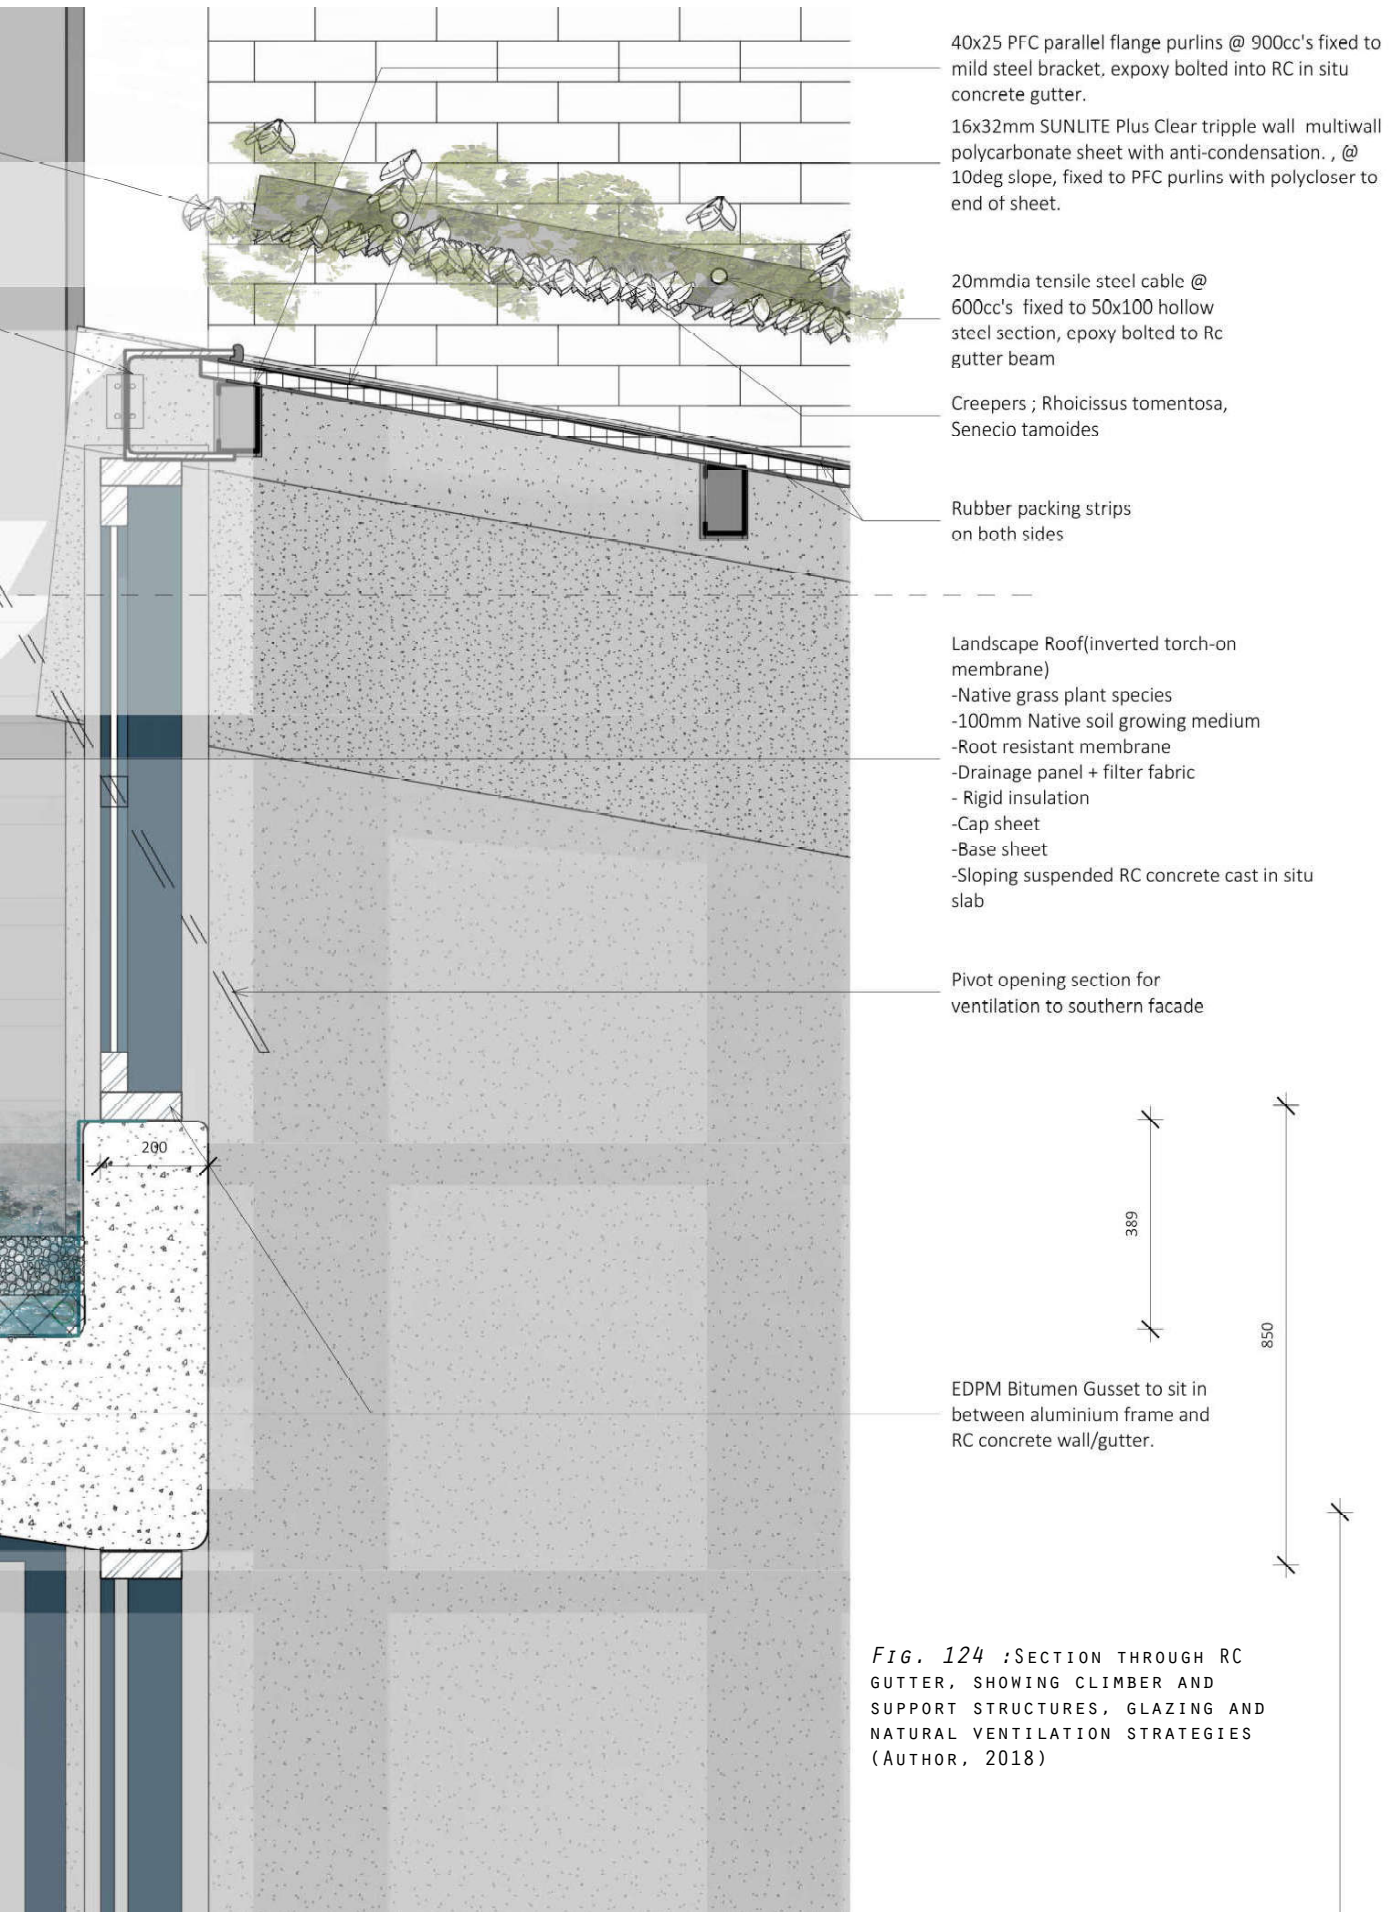 40x25 PFC parallel flange purlins @ 900cc's fixed to
mild steel bracket, expoxy bolted into RC in situ
concrete gutter.
16x32mm SUNLITE Plus Clear tripple wall multiwall
polycarbonate sheet with anti-condensation. , @
10deg slope, fixed to PFC purlins with polycloser to
end of sheet.
20mmdia tensile steel cable @
600cc's fixed to 50x100 hollow
steel section, epoxy bolted to Rc
gutter beam
Creepers ; Rhoicissus tomentosa,
Senecio tamoides
Rubber packing strips
on both sides
Landscape Roof(inverted torch-on
membrane)
-Native grass plant species
-100mm Native soil growing medium
-Root resistant membrane
-Drainage panel + filter fabric
- Rigid insulation
-Cap sheet
-Base sheet
-Sloping suspended RC concrete cast in situ
slab
Pivot opening section for
ventilation to southern facade
200
389
850
EDPM Bitumen Gusset to sit in
between aluminium frame and
RC concrete wall/gutter.
FIG. 124 :SECTION THROUGH RC
GUTTER, SHOWING CLIMBER AND
SUPPORT STRUCTURES, GLAZING AND
NATURAL VENTILATION STRATEGIES
(AUTHOR, 2018)